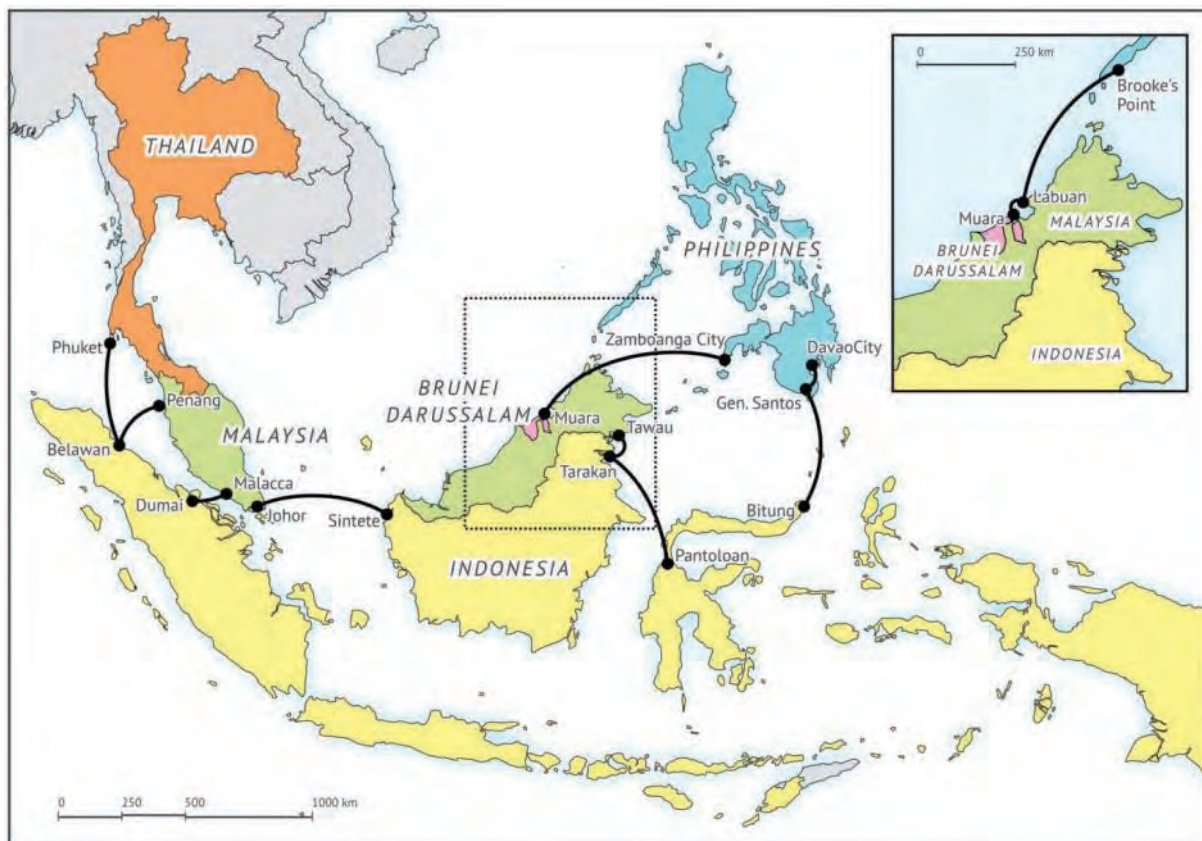 THAILAND
PHILIPPINES
Phuket
Zamboanga City
DavaoCity
BRUNEI
DARUSSALAM
Penang
Muara
Gen. Santos
MALAYSIA
Tawau
Belawan
Tarakan
Malacca
Dumai
Johor
Sintete
Bitung
INDONESIA
Pantoloan
0 250 500 1000 km
0 250 km
Brooke's
Point
Labuan
Muara
MALAYSIA
BRUNEI
DARUSSALAM
INDONESIA